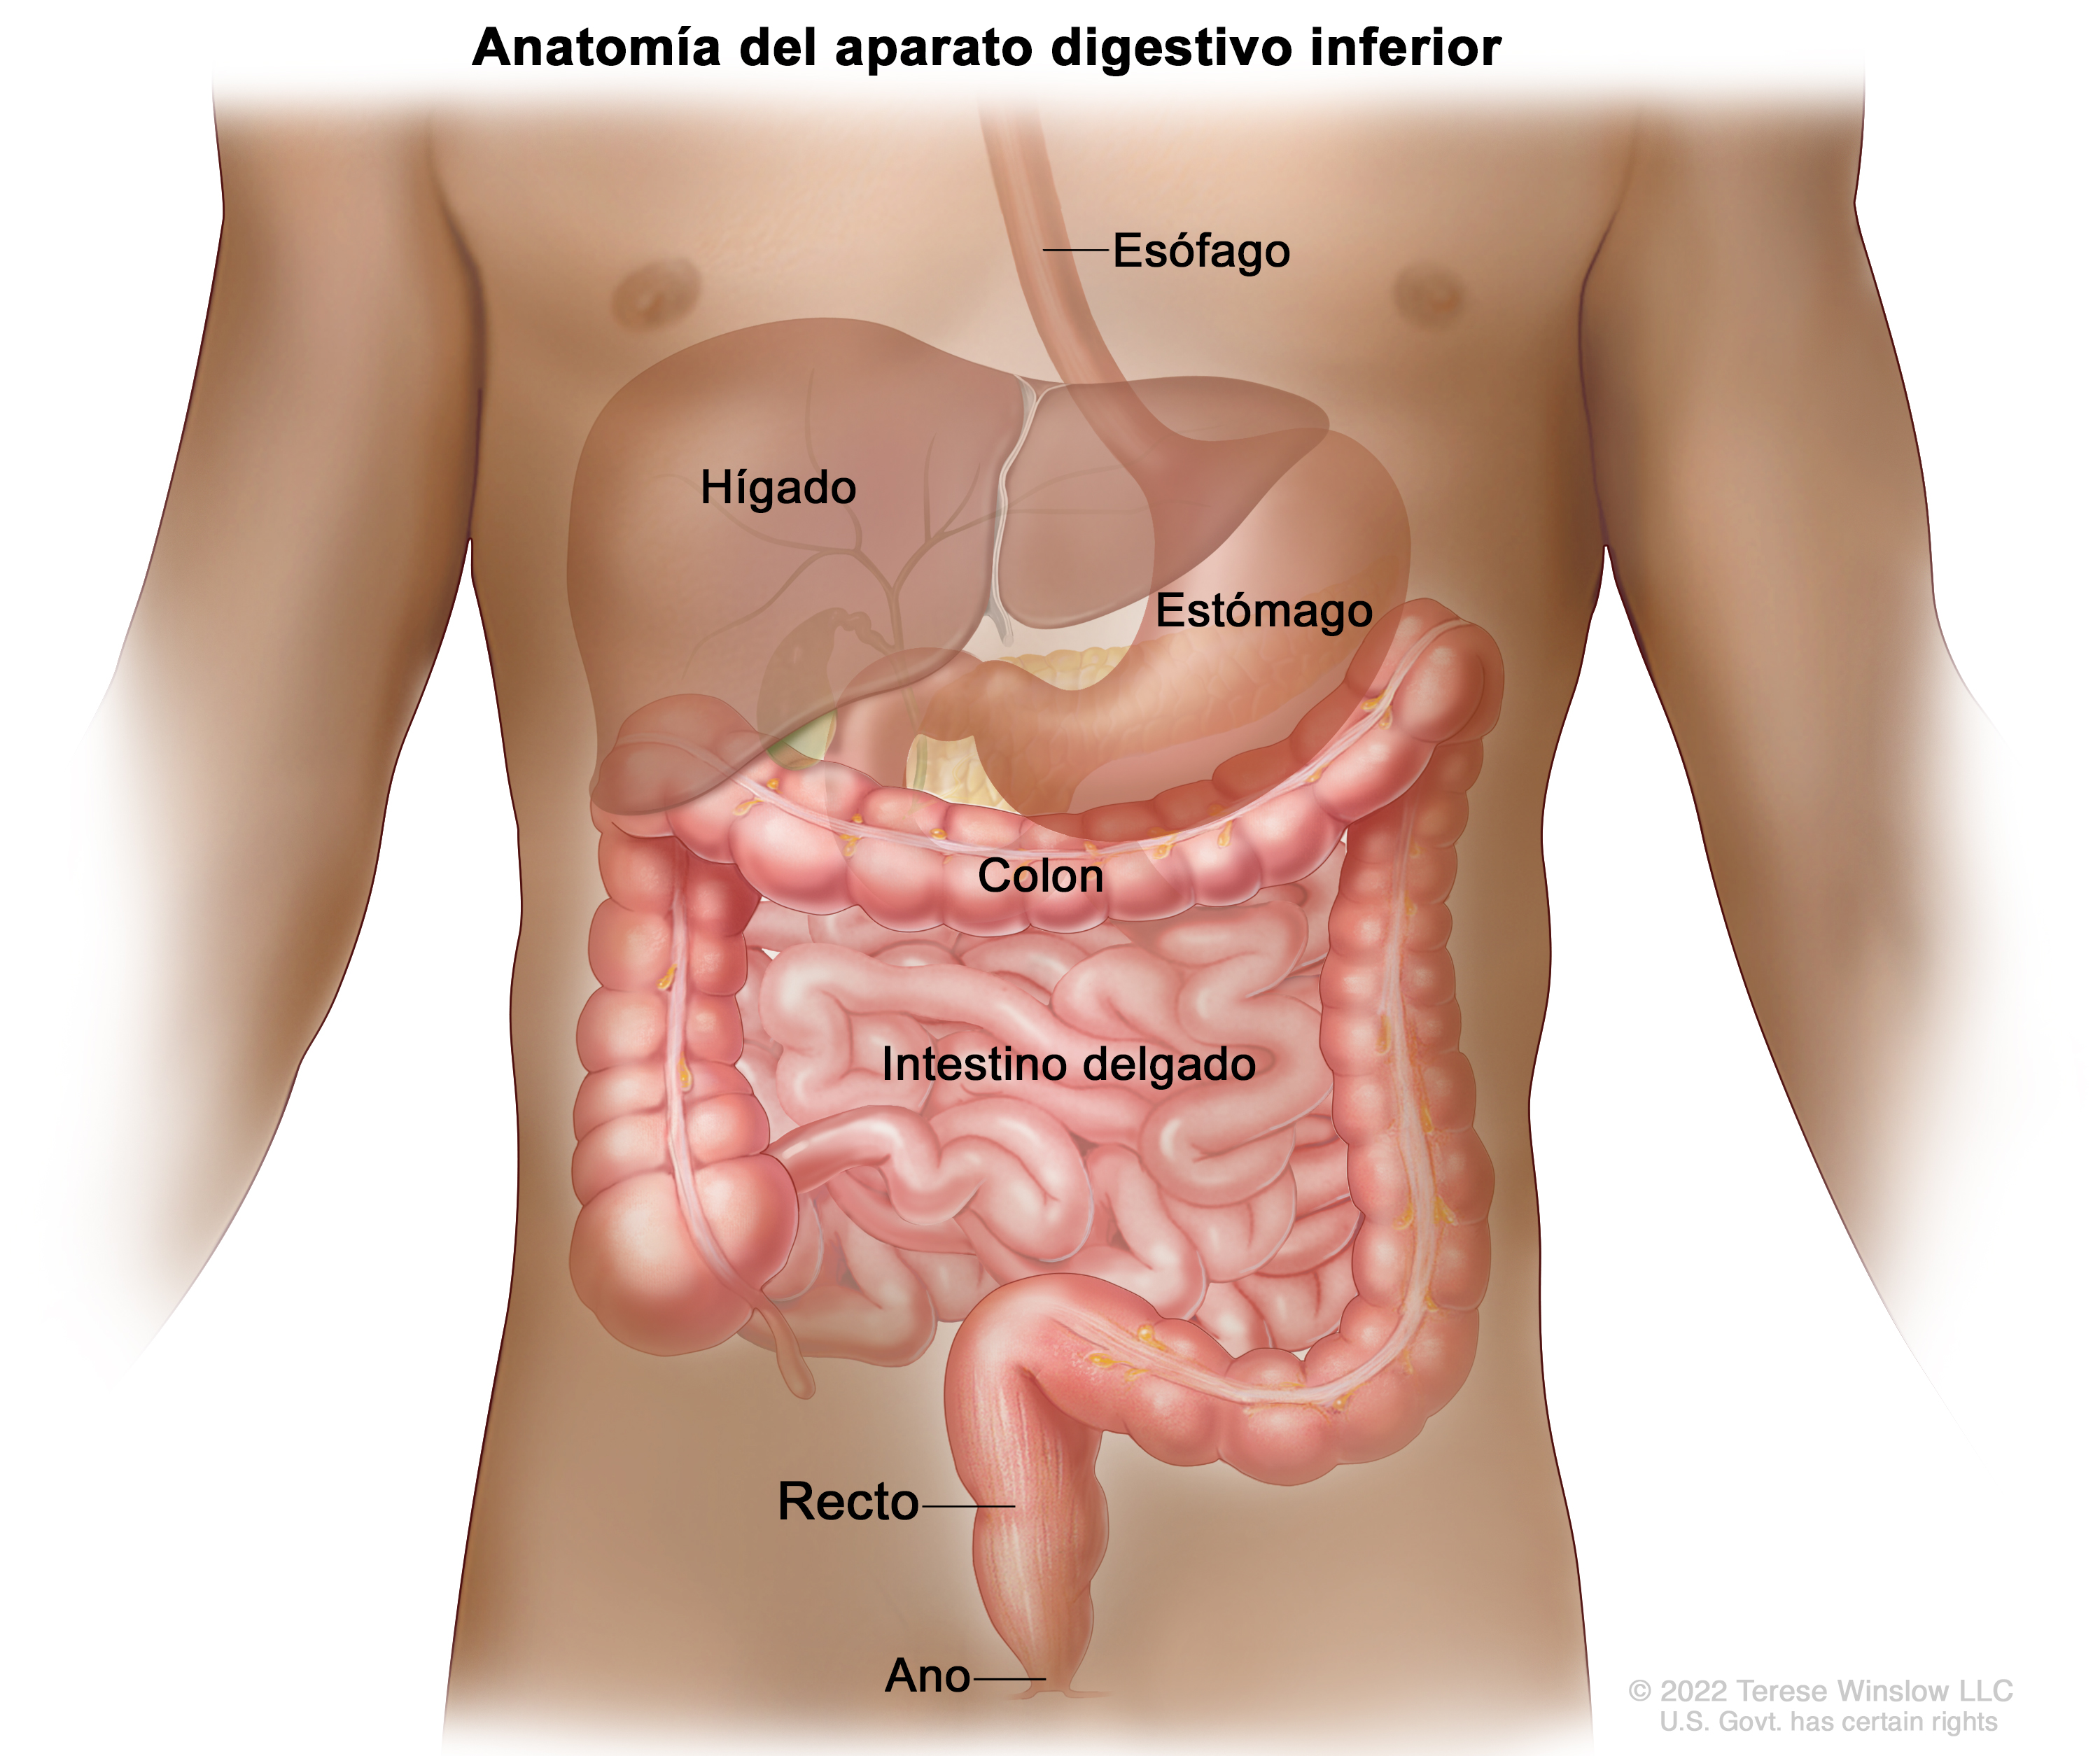 Anatomía del aparato digestivo inferior
Esófago
Hígado
Estómago
Colon
Intestino delgado
Recto
Ano
© 2022 Terese Winslow LLC
U.S. Govt. has certain rights